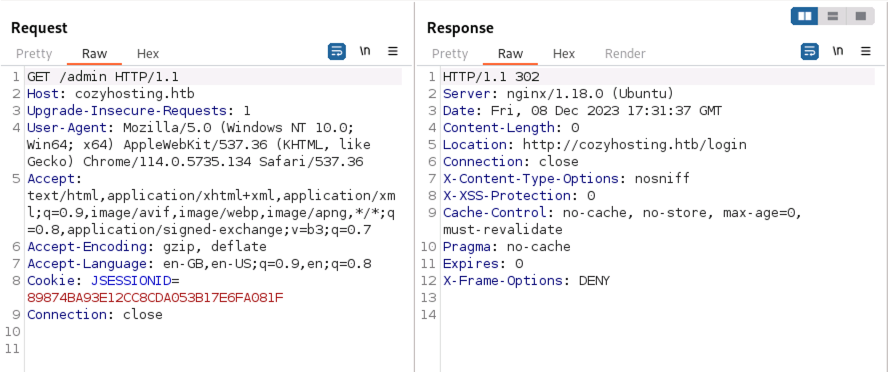 Request
Pretty Raw Hex
\n
1 GET /admin HTTP/1.1
2 Host: cozyhosting.htb
3 Upgrade-Insecure-Requests: 1
4 User-Agent: Mozilla/5.0 (Windows NT 10.0;
Win64; x64) AppleWebKit/537.36 (KHTML, like
Gecko) Chrome/114.0.5735.134 Safari/537.36
5 Accept:
text/html,application/xhtml+xml,application/xm
l;q=0.9,image/avif,image/webp,image/apng,*/*;q
=0.8,application/signed-exchange;v=b3;q=0.7
6 Accept-Encoding: gzip, deflate
7 Accept-Language: en-GB,en-US;q=0.9,en;q=0.8
8 Cookie: JSESSIONID=
89874BA93E12CC8CDA053B17E6FA081F
9 Connection: close
10
11
Response
Pretty Raw Hex Render
\n
1 HTTP/1.1 302
2 Server: nginx/1.18.0 (Ubuntu)
3 Date: Fri, 08 Dec 2023 17:31:37 GMT
4 Content-Length: 0
5 Location: http://cozyhosting.htb/login
6 Connection: close
7 X-Content-Type-Options: nosniff
8 X-XSS-Protection: 0
9 Cache-Control: no-cache, no-store, max-age=0,
must-revalidate
10 Pragma: no-cache
11 Expires: 0
12 X-Frame-Options: DENY
13
14